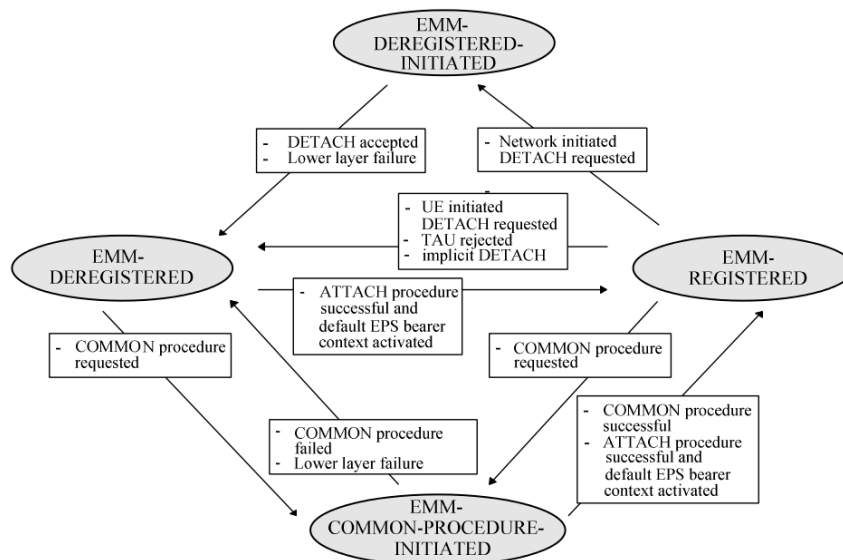 EMM-
DEREGISTERED-
INITIATED
- DETACH accepted
- Lower layer failure
- Network initiated
DETACH requested
- UE initiated
DETACH requested
- TAU rejected
- implicit DETACH
EMM-
DEREGISTERED
EMM-
REGISTERED
- ATTACH procedure
successful and
default EPS bearer
context activated
- COMMON procedure
requested
- COMMON procedure
requested
- COMMON procedure
failed
- Lower layer failure
- COMMON procedure
successful
- ATTACH procedure
successful and
default EPS bearer
context activated
EMM-
COMMON-PROCEDURE-
INITIATED